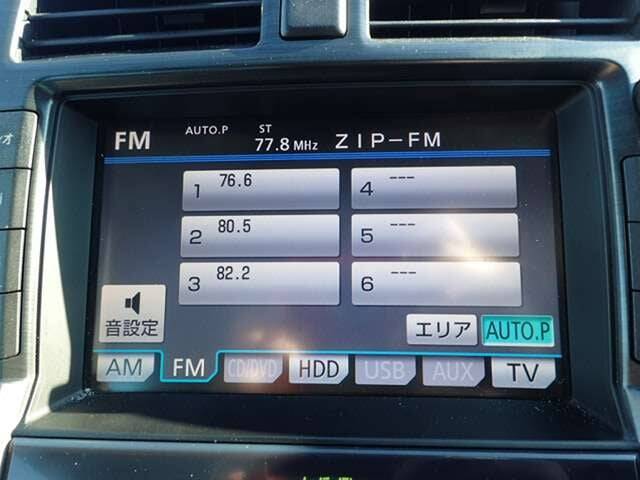 FM AUTO.P ST 77.8 MHz ZIP-FM
1 76.6 4 ---
2 80.5 5 ---
3 82.2 6 ---
音設定 エリア AUTO.P
AM FM CD/DVD HDD USB AUX TV